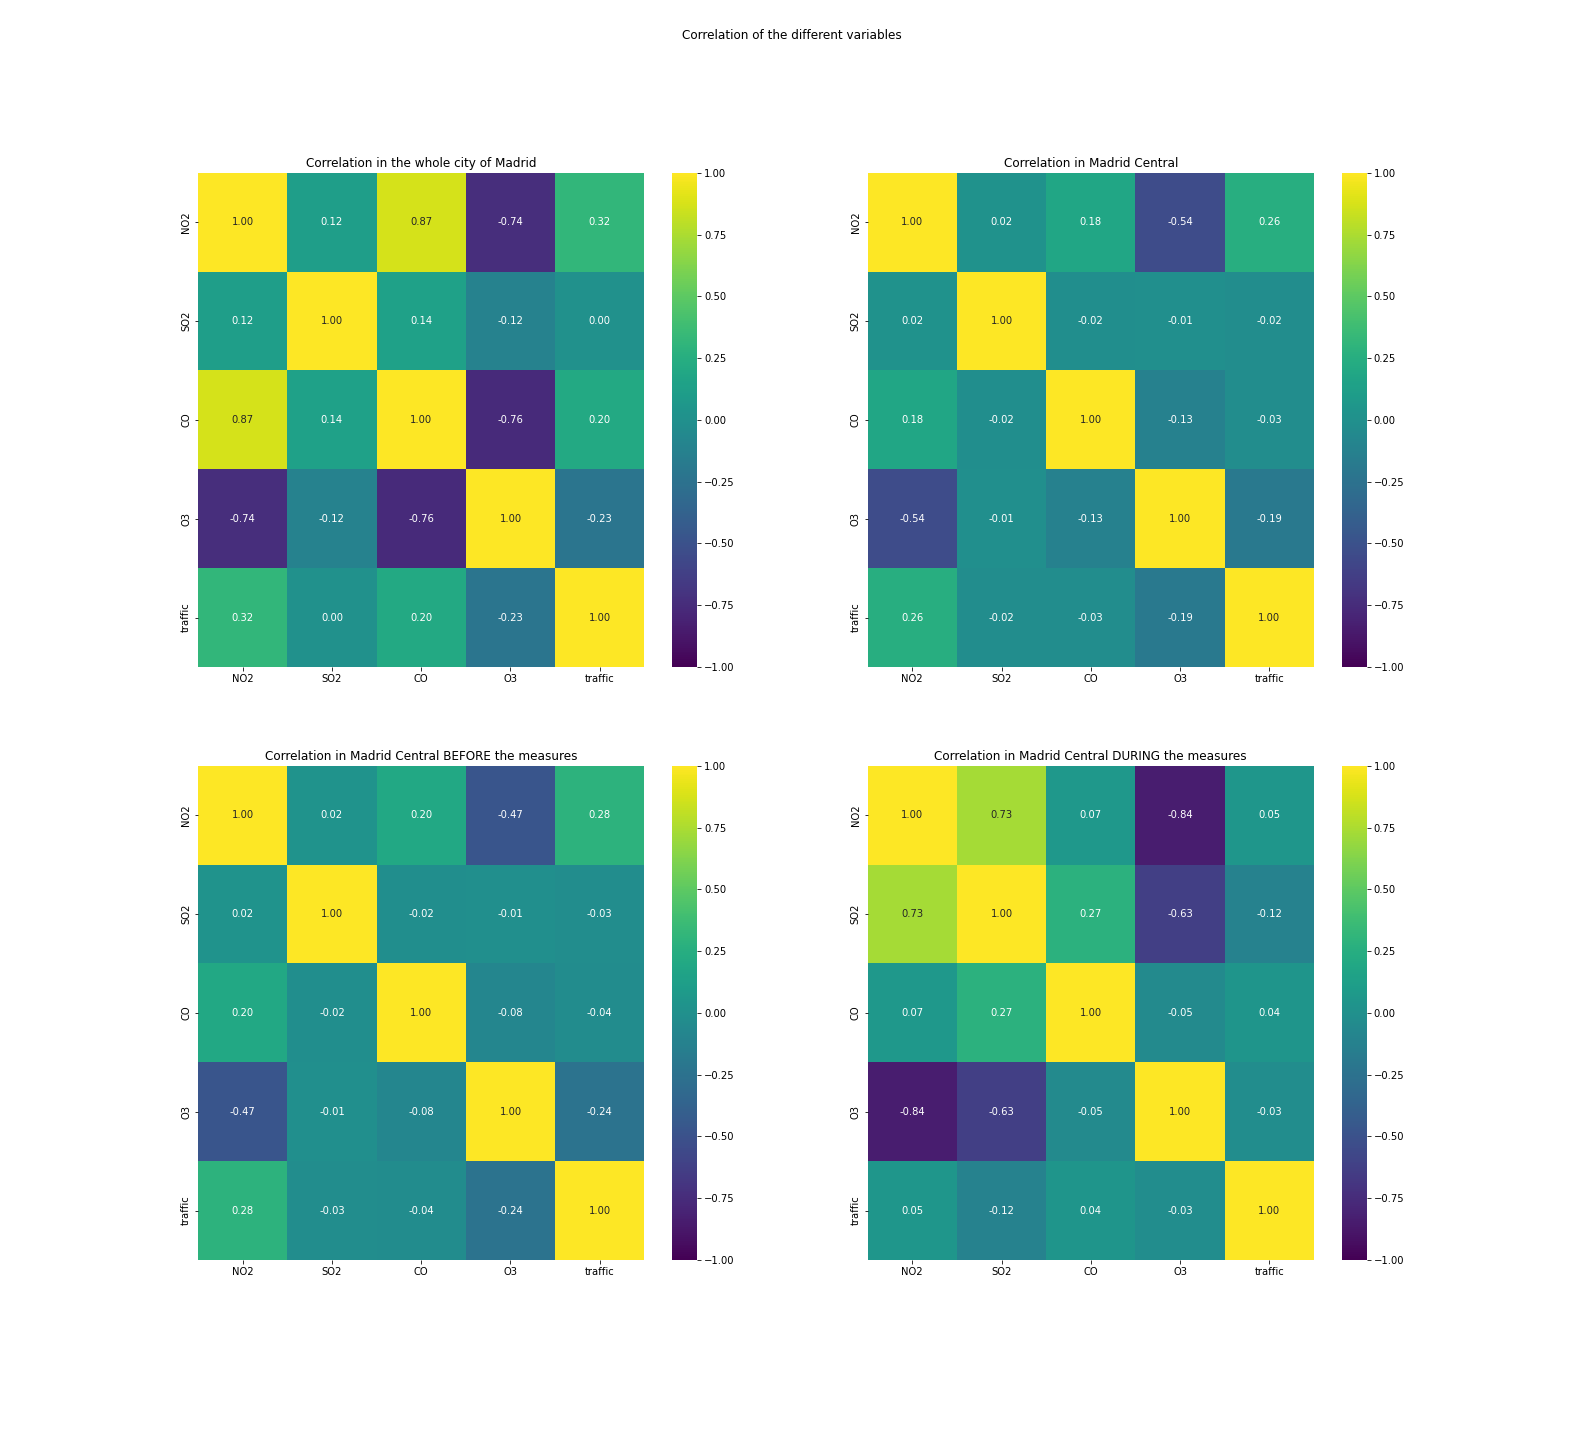 Correlation of the different variables
Correlation in the whole city of Madrid
NO2 1.00 0.12 0.87 -0.74 0.32
SO2 0.12 1.00 0.14 -0.12 0.00
CO 0.87 0.14 1.00 -0.76 0.20
O3 -0.74 -0.12 -0.76 1.00 -0.23
traffic 0.32 0.00 0.20 -0.23 1.00
NO2 SO2 CO O3 traffic
1.00
0.75
0.50
0.25
0.00
−0.25
−0.50
−0.75
−1.00
Correlation in Madrid Central
NO2 1.00 0.02 0.18 -0.54 0.26
SO2 0.02 1.00 -0.02 -0.01 -0.02
CO 0.18 -0.02 1.00 -0.13 -0.03
O3 -0.54 -0.01 -0.13 1.00 -0.19
traffic 0.26 -0.02 -0.03 -0.19 1.00
NO2 SO2 CO O3 traffic
1.00
0.75
0.50
0.25
0.00
−0.25
−0.50
−0.75
−1.00
Correlation in Madrid Central BEFORE the measures
NO2 1.00 0.02 0.20 -0.47 0.28
SO2 0.02 1.00 -0.02 -0.01 -0.03
CO 0.20 -0.02 1.00 -0.08 -0.04
O3 -0.47 -0.01 -0.08 1.00 -0.24
traffic 0.28 -0.03 -0.04 -0.24 1.00
NO2 SO2 CO O3 traffic
1.00
0.75
0.50
0.25
0.00
−0.25
−0.50
−0.75
−1.00
Correlation in Madrid Central DURING the measures
NO2 1.00 0.73 0.07 -0.84 0.05
SO2 0.73 1.00 0.27 -0.63 -0.12
CO 0.07 0.27 1.00 -0.05 0.04
O3 -0.84 -0.63 -0.05 1.00 -0.03
traffic 0.05 -0.12 0.04 -0.03 1.00
NO2 SO2 CO O3 traffic
1.00
0.75
0.50
0.25
0.00
−0.25
−0.50
−0.75
−1.00